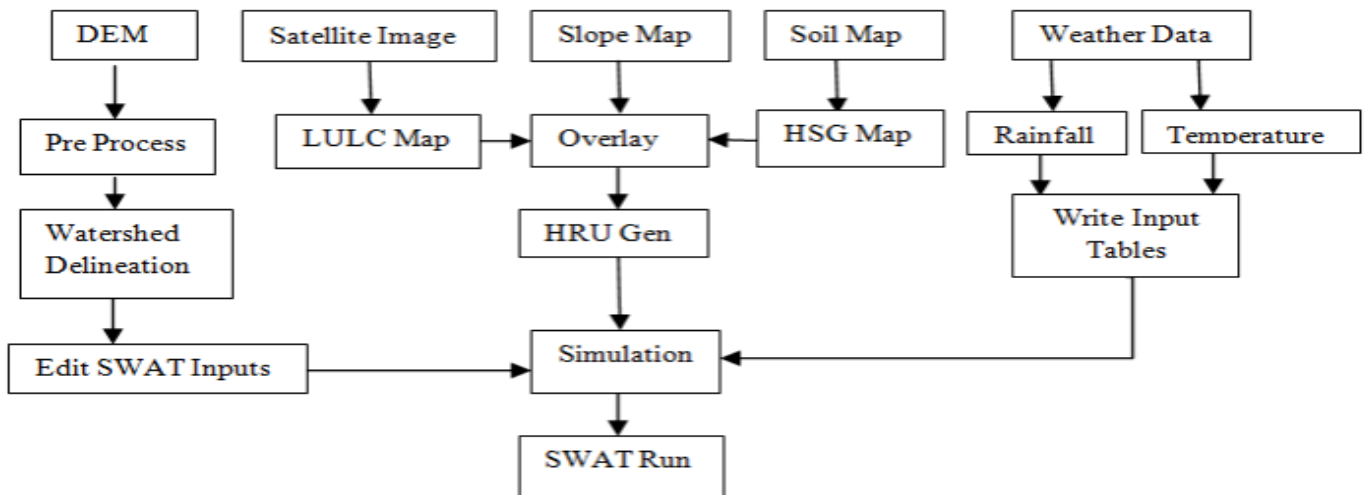 DEM
Satellite Image
Slope Map
Soil Map
Weather Data
Pre Process
LULC Map
Overlay
HSG Map
Rainfall
Temperature
Watershed
Delineation
HRU Gen
Write Input
Tables
Edit SWAT Inputs
Simulation
SWAT Run